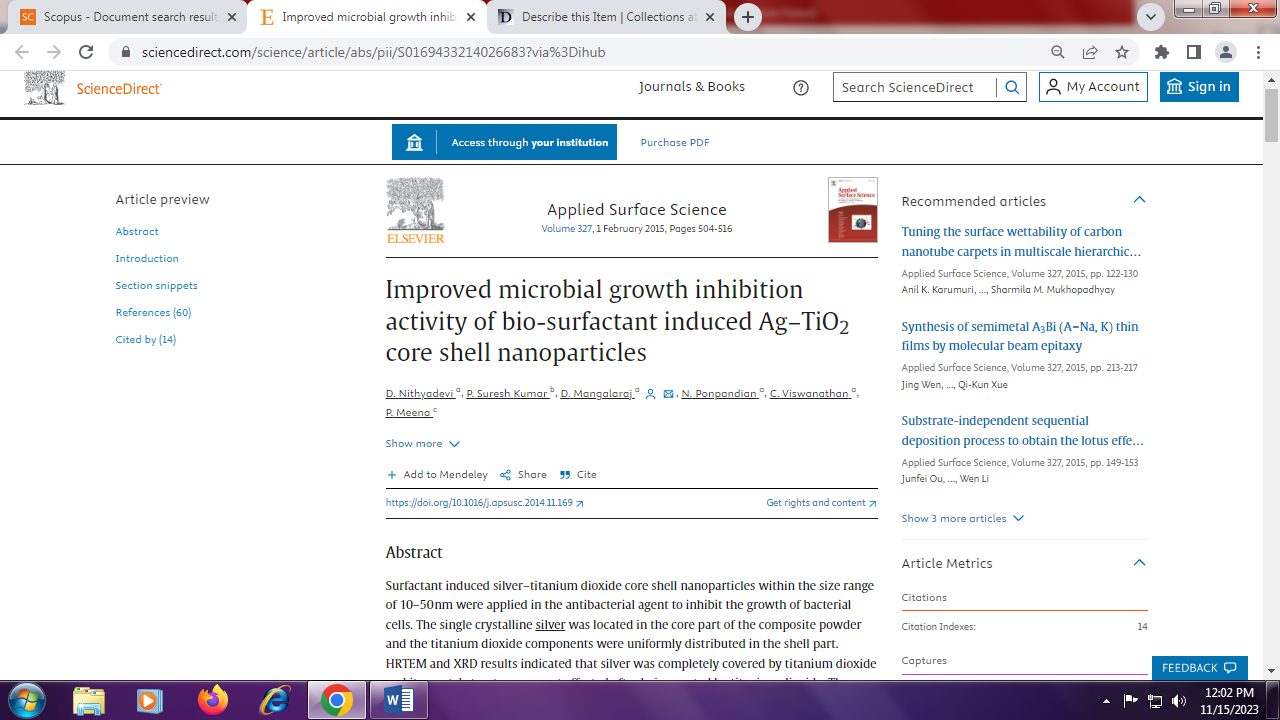 Scopus - Document search result
Improved microbial growth inhib
Describe this Item | Collections a
sciencedirect.com/science/article/abs/pii/S0169433214026683?via%3Dihub
ScienceDirect
Journals & Books
Search ScienceDirect
My Account
Sign in
Access through your institution
Purchase PDF
Article preview
Abstract
Introduction
Section snippets
References (60)
Cited by (14)
ELSEVIER
Applied Surface Science
Volume 327, 1 February 2015, Pages 504-516
Applied Surface Science
Improved microbial growth inhibition
activity of bio-surfactant induced Ag–TiO2
core shell nanoparticles
D. Nithyadevi a, P. Suresh Kumar b, D. Mangalaraj a, N. Ponpandian a, C. Viswanathan a,
P. Meena c
Show more
Add to Mendeley
Share
Cite
https://doi.org/10.1016/j.apsusc.2014.11.169
Get rights and content
Abstract
Surfactant induced silver–titanium dioxide core shell nanoparticles within the size range
of 10–50nm were applied in the antibacterial agent to inhibit the growth of bacterial
cells. The single crystalline silver was located in the core part of the composite powder
and the titanium dioxide components were uniformly distributed in the shell part.
HRTEM and XRD results indicated that silver was completely covered by titanium dioxide
Recommended articles
Tuning the surface wettability of carbon
nanotube carpets in multiscale hierarchic…
Applied Surface Science, Volume 327, 2015, pp. 122-130
Anil K. Karumuri, …, Sharmila M. Mukhopadhyay
Synthesis of semimetal A3Bi (A=Na, K) thin
films by molecular beam epitaxy
Applied Surface Science, Volume 327, 2015, pp. 213-217
Jing Wen, …, Qi-Kun Xue
Substrate-independent sequential
deposition process to obtain the lotus effe…
Applied Surface Science, Volume 327, 2015, pp. 149-153
Junfei Ou, …, Wen Li
Show 3 more articles
Article Metrics
Citations
Citation Indexes: 14
Captures
FEEDBACK
12:02 PM
11/15/2023